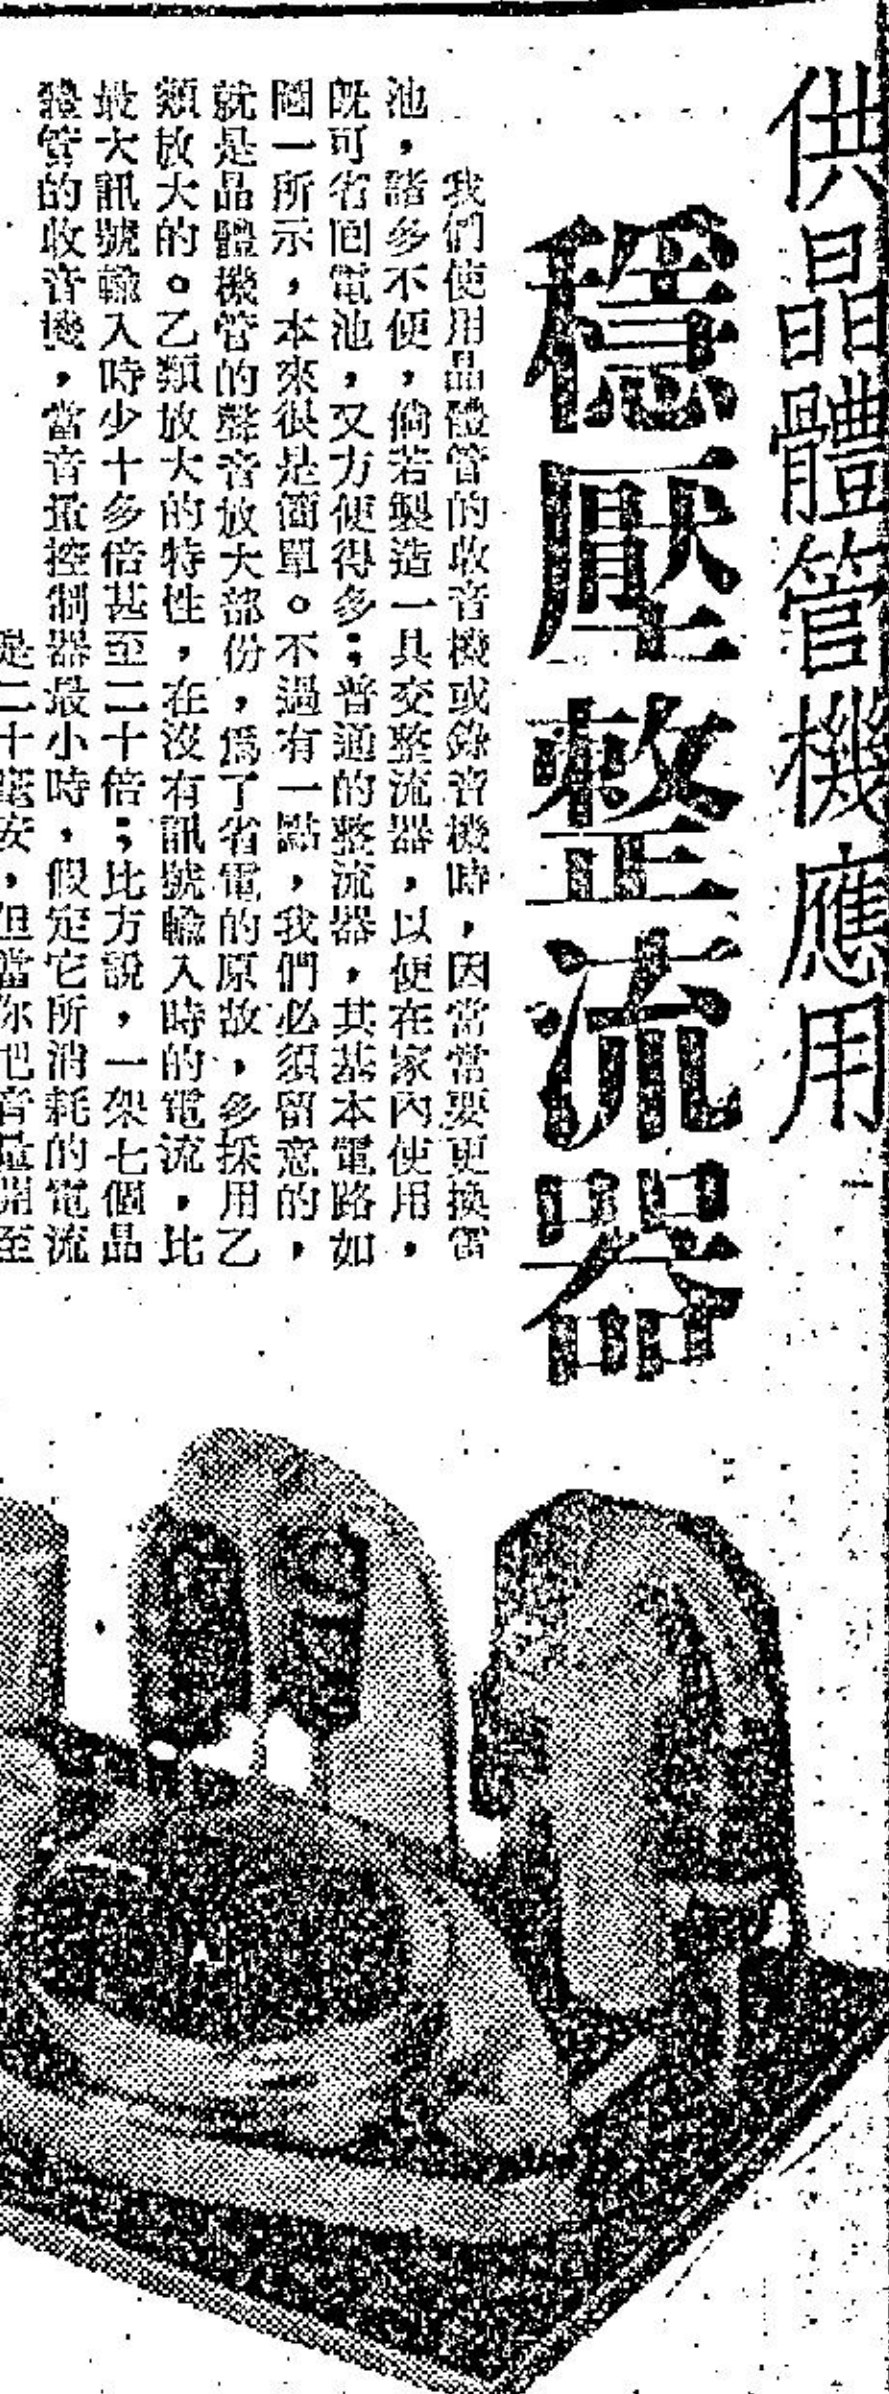 供晶體管機應用
穩壓整流器
我們使用晶體管的收音機或錄音機時，因常常要更換電
池，諸多不便，倘若製造一具交整流器，以便在家內使用，
既可省回電池，又方便得多；普通的整流器，其基本電路如
圖一所示，本來很是簡單。不過有一點，我們必須留意的，
就是晶體機管的聲音放大部份，爲了省電的原故，多採用乙
類放大的。乙類放大的特性，在沒有訊號輸入時的電流，比
最大訊號輸入時少十多倍甚至二十倍；比方說，一架七個晶
體管的收音機，當音量控制器最小時，假定它所消耗的電流
是二十毫安，但當你把音量開至